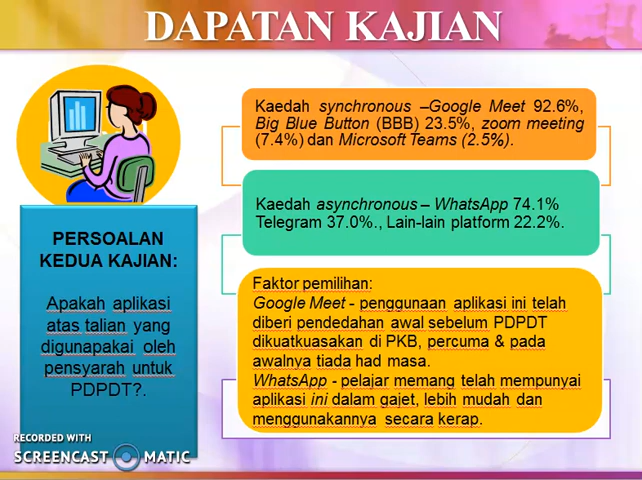 DAPATAN KAJIAN
PERSOALAN
KEDUA KAJIAN:
Apakah aplikasi
atas talian yang
digunapakai oleh
pensyarah untuk
PDPDT?.
Kaedah synchronous –Google Meet 92.6%,
Big Blue Button (BBB) 23.5%, zoom meeting
(7.4%) dan Microsoft Teams (2.5%).
Kaedah asynchronous – WhatsApp 74.1%
Telegram 37.0%., Lain-lain platform 22.2%.
Faktor pemilihan:
Google Meet - penggunaan aplikasi ini telah
diberi pendedahan awal sebelum PDPDT
dikuatkuasakan di PKB, percuma & pada
awalnya tiada had masa.
WhatsApp - pelajar memang telah mempunyai
aplikasi ini dalam gajet, lebih mudah dan
menggunakannya secara kerap.
RECORDED WITH
SCREENCAST MATIC